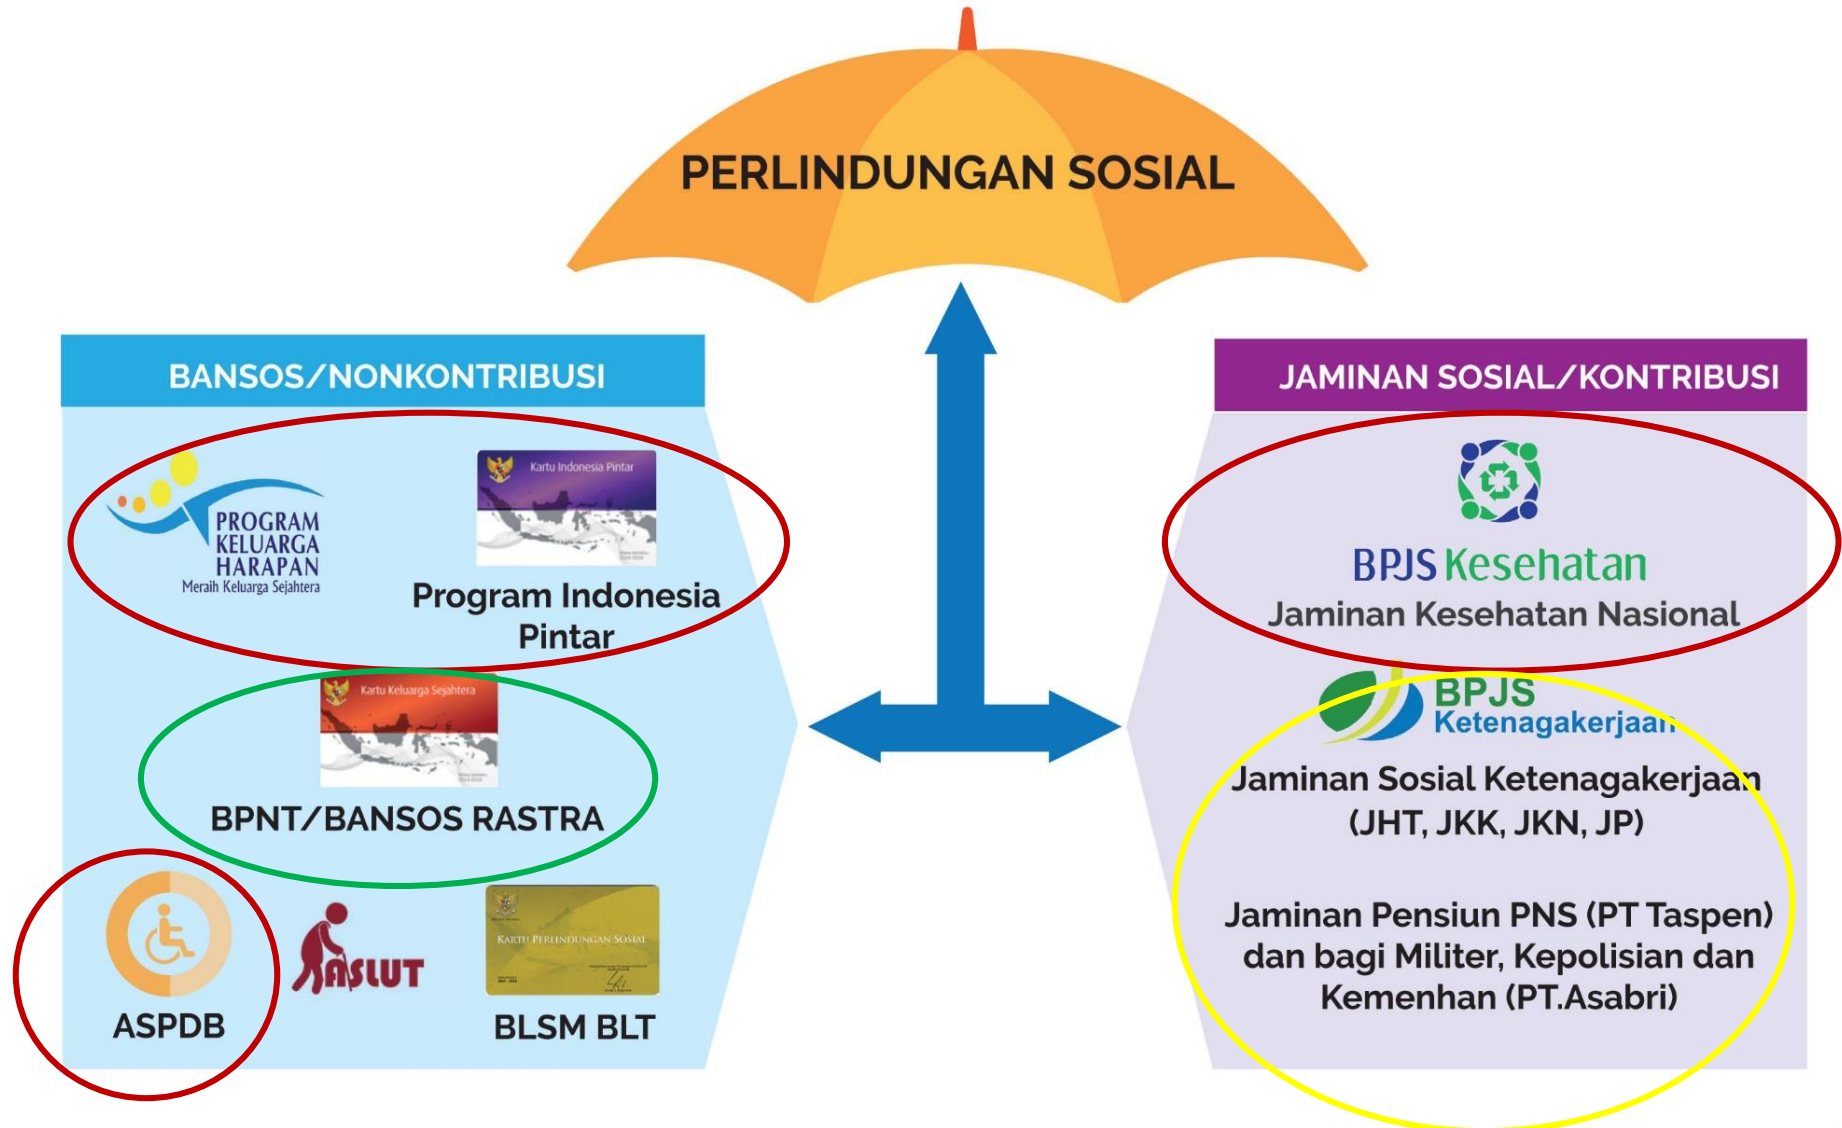 PERLINDUNGAN SOSIAL
BANSOS/NONKONTRIBUSI
PROGRAM
KELUARGA
HARAPAN
Meraih Keluarga Sejahtera
Kartu Indonesia Pintar
Program Indonesia
Pintar
Kartu Keluarga Sejahtera
BPNT/BANSOS RASTRA
ASPDB
ASLUT
KARTU PERLINDUNGAN SOSIAL
BLSM BLT
JAMINAN SOSIAL/KONTRIBUSI
BPJS Kesehatan
Jaminan Kesehatan Nasional
BPJS
Ketenagakerjaan
Jaminan Sosial Ketenagakerjaan
(JHT, JKK, JKN, JP)
Jaminan Pensiun PNS (PT Taspen)
dan bagi Militer, Kepolisian dan
Kemenhan (PT.Asabri)